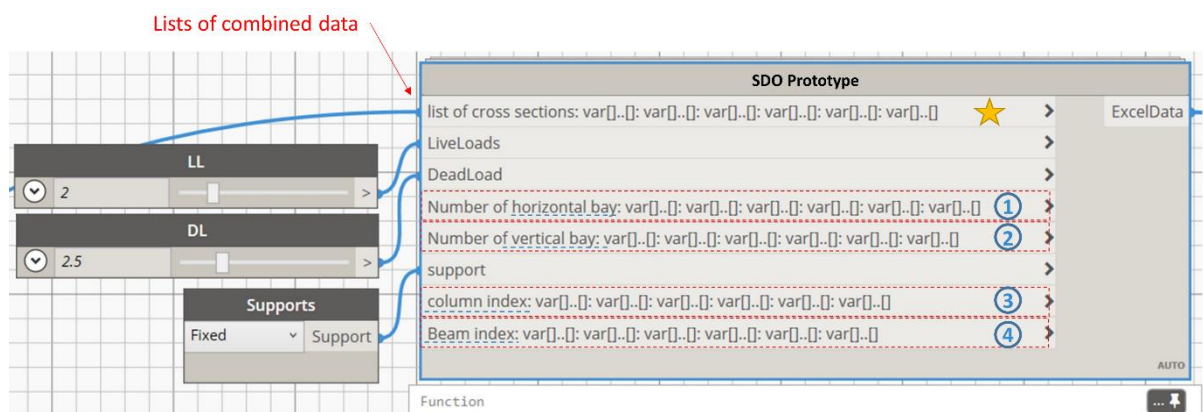 Lists of combined data
SDO Prototype
list of cross sections: var[]..[]: var[]..[]: var[]..[]: var[]..[]: var[]..[]: var[]..[]
ExcelData
LL
LiveLoads
2
>
DeadLoad
Number of horizontal bay: var[]..[]: var[]..[]: var[]..[]: var[]..[]: var[]..[]: var[]..[] 1
DL
Number of vertical bay: var[]..[]: var[]..[]: var[]..[]: var[]..[]: var[]..[]: var[]..[] 2
2.5
>
support
Supports
column index: var[]..[]: var[]..[]: var[]..[]: var[]..[]: var[]..[]: var[]..[] 3
Fixed
Support
Beam index: var[]..[]: var[]..[]: var[]..[]: var[]..[]: var[]..[]: var[]..[] 4
AUTO
Function
...